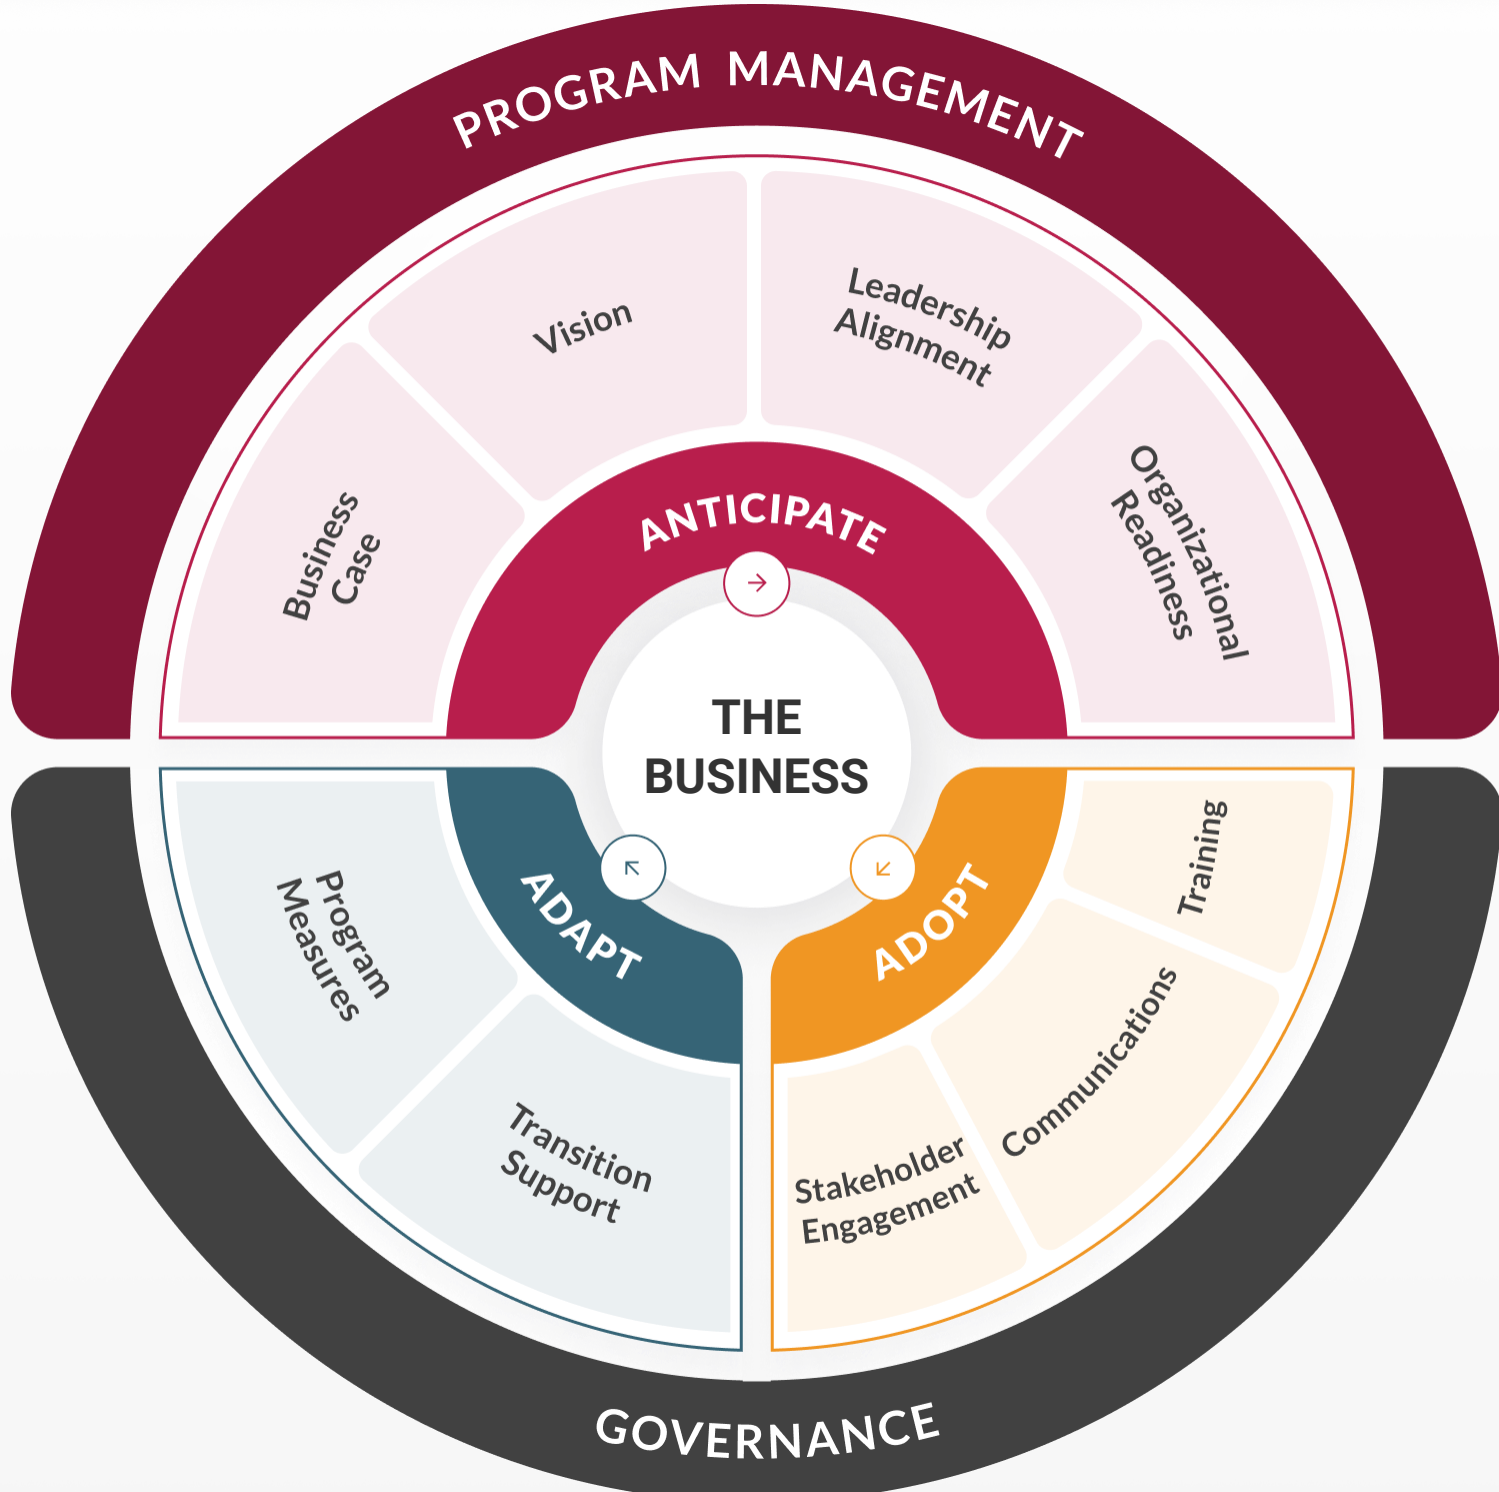 PROGRAM MANAGEMENT
Business
Case
Vision
Leadership
Alignment
Organizational
Readiness
ANTICIPATE
THE
BUSINESS
ADAPT
ADOPT
Training
Communications
Stakeholder
Engagement
Transition
Support
Program
Measures
GOVERNANCE